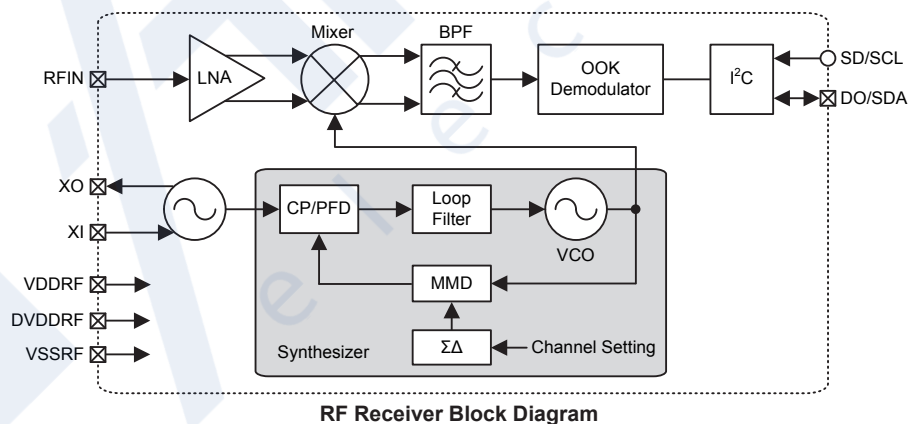 Mixer
BPF
RFIN
LNA
OOK
Demodulator
I²C
SD/SCL
DO/SDA
XO
XI
CP/PFD
Loop
Filter
VCO
VDDRF
MMD
DVDDRF
VSSRF
Synthesizer
ΣΔ
Channel Setting
RF Receiver Block Diagram
e l e c